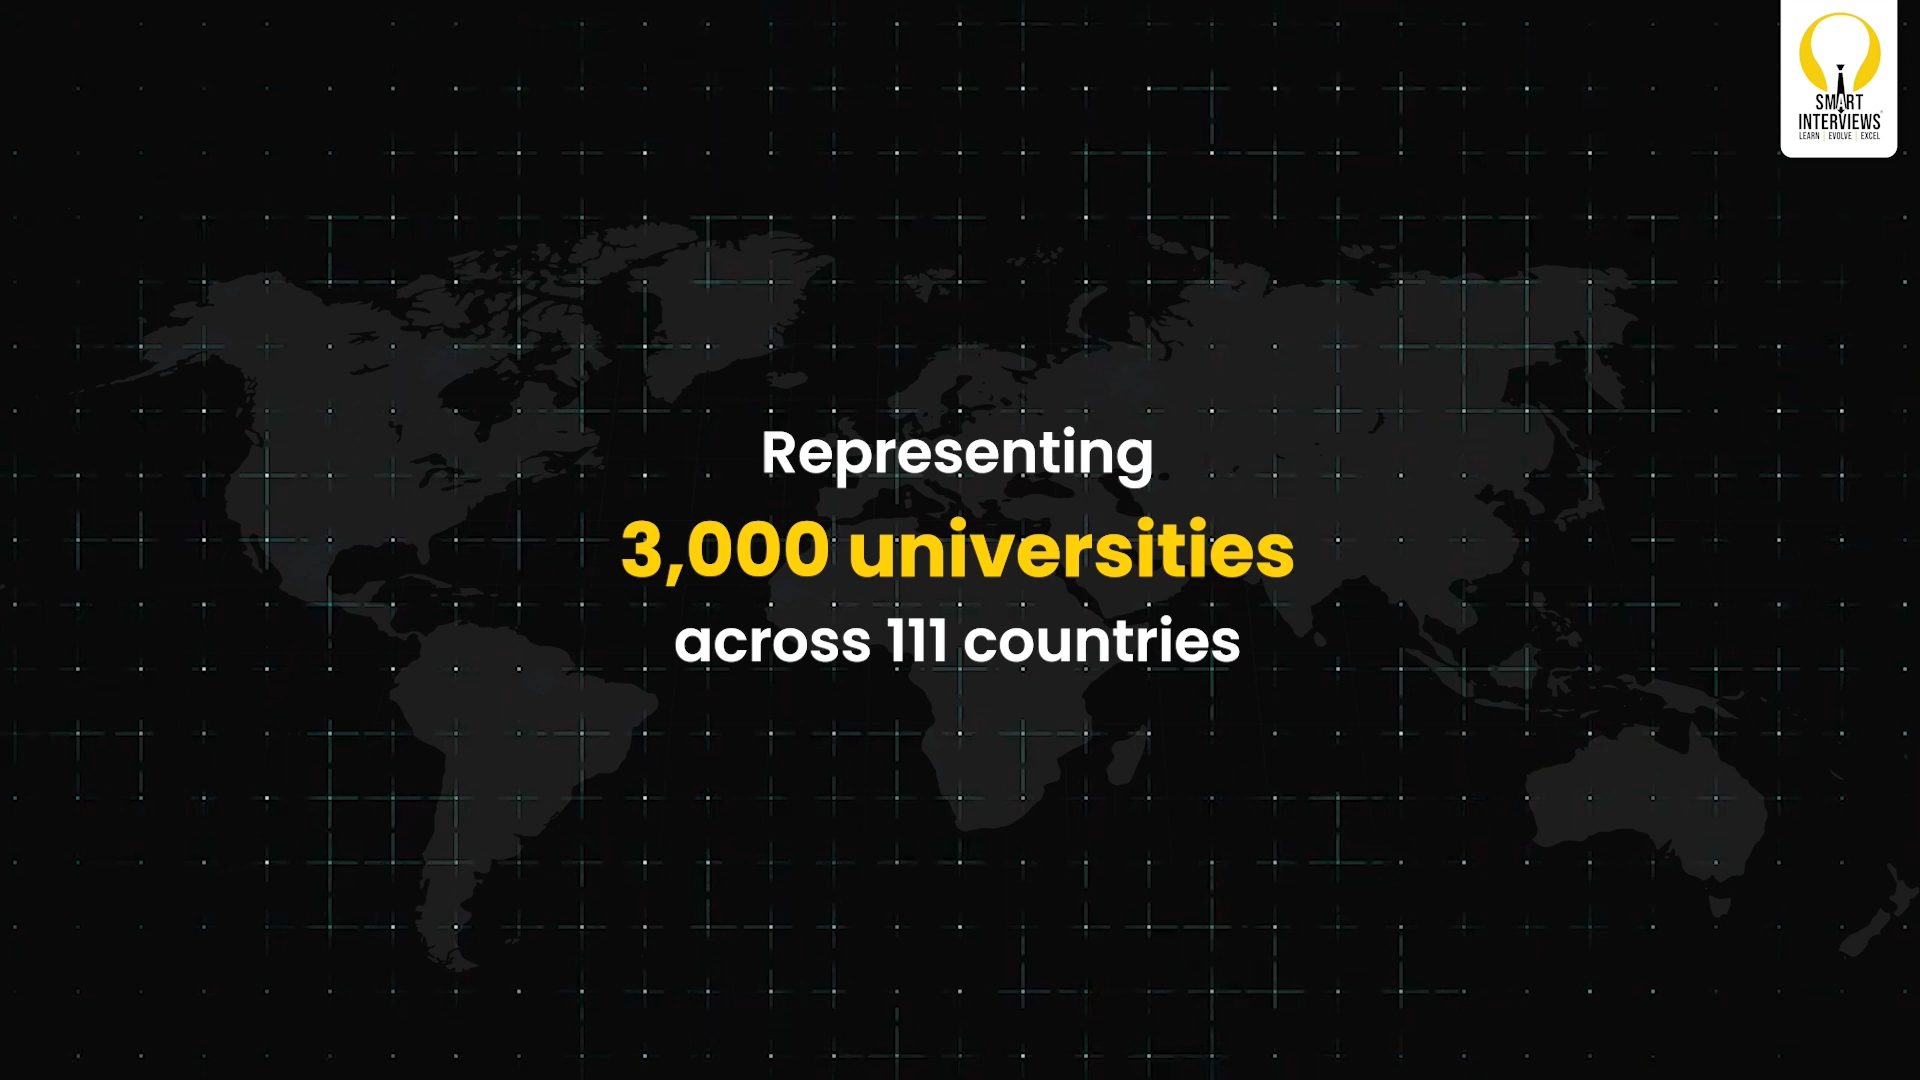 SMART
INTERVIEWS
LEARN | EVOLVE | EXCEL
Representing
3,000 universities
across 111 countries